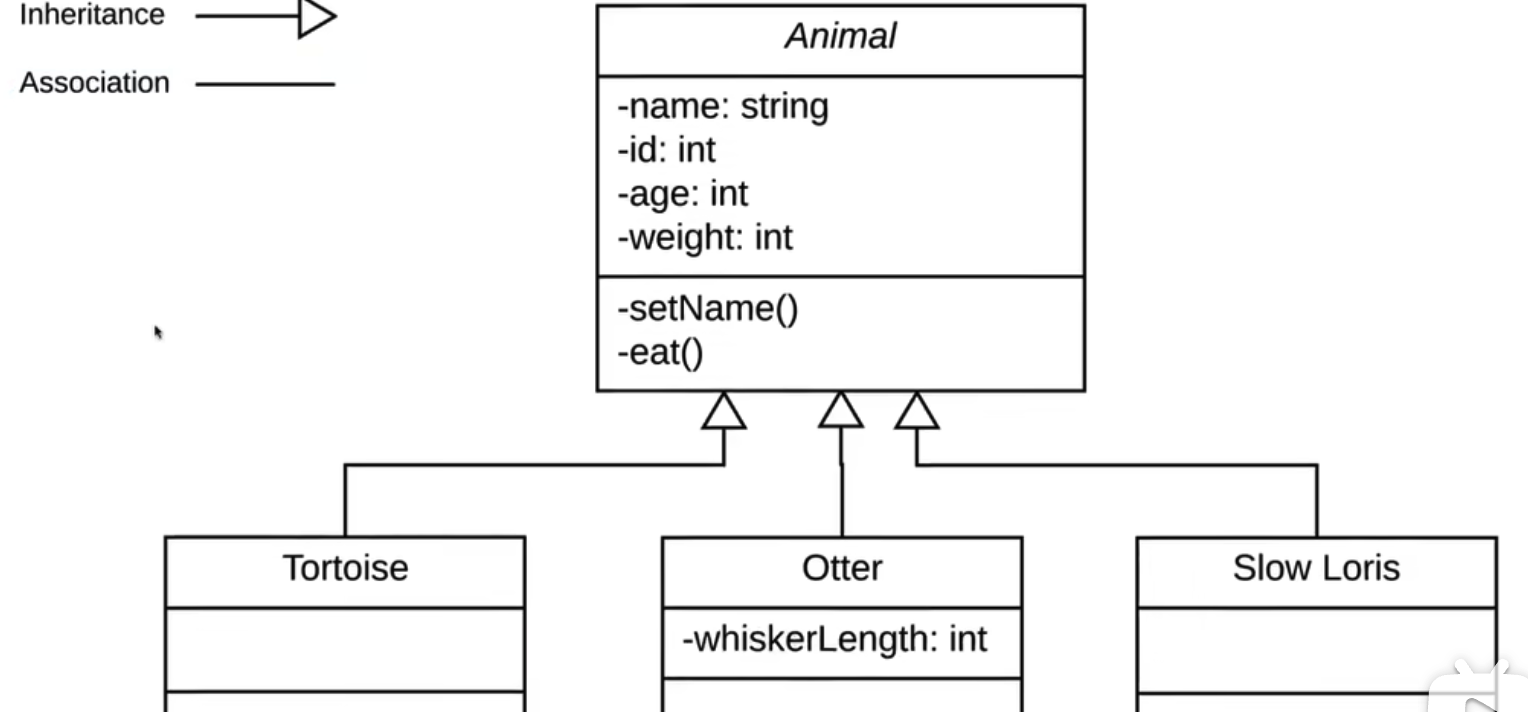 Inheritance
Association
Animal
-name: string
-id: int
-age: int
-weight: int
-setName()
-eat()
Tortoise
Otter
Slow Loris
-whiskerLength: int